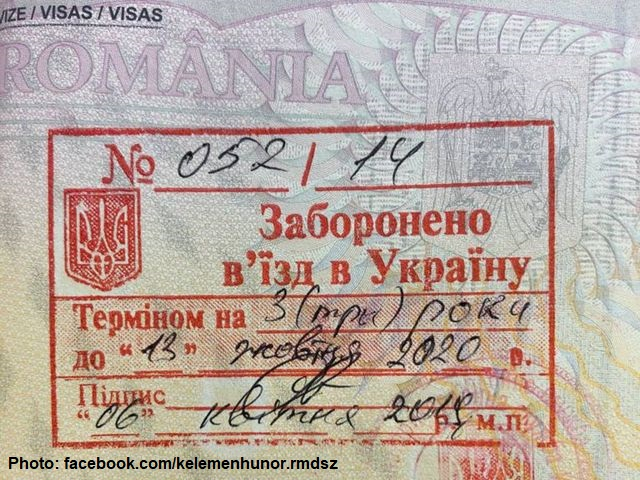 VIZE / VISAS / VISAS
ROMÂNIA
№ 052 / 14
Заборонено
в’їзд в Україну
Терміном на 3 (три) роки
до “13” жовтня 2020 р.
Підпис
“06” квітня 2018 р. м.п.
Photo: facebook.com/kelemenhunor.rmdsz